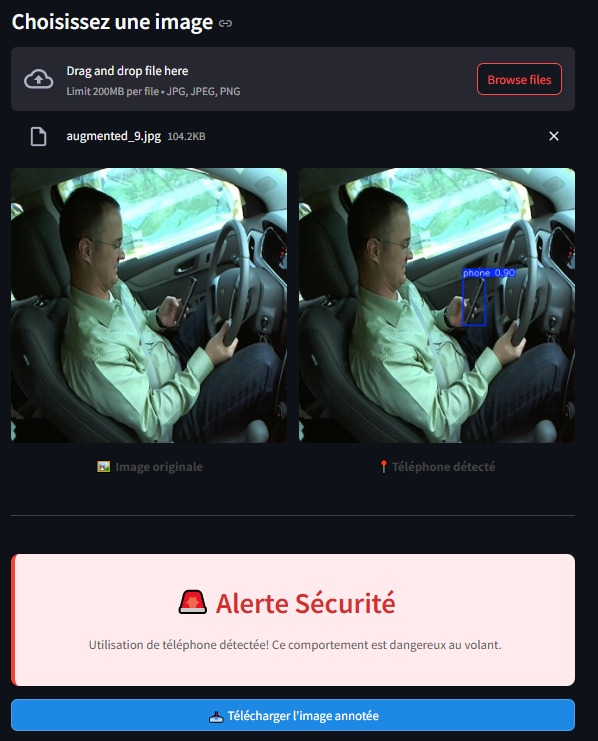 Choisissez une image
Drag and drop file here
Limit 200MB per file • JPG, JPEG, PNG
Browse files
augmented_9.jpg 104.2KB
phone 0.90
Image originale
Téléphone détecté
Alerte Sécurité
Utilisation de téléphone détectée! Ce comportement est dangereux au volant.
Télécharger l'image annotée